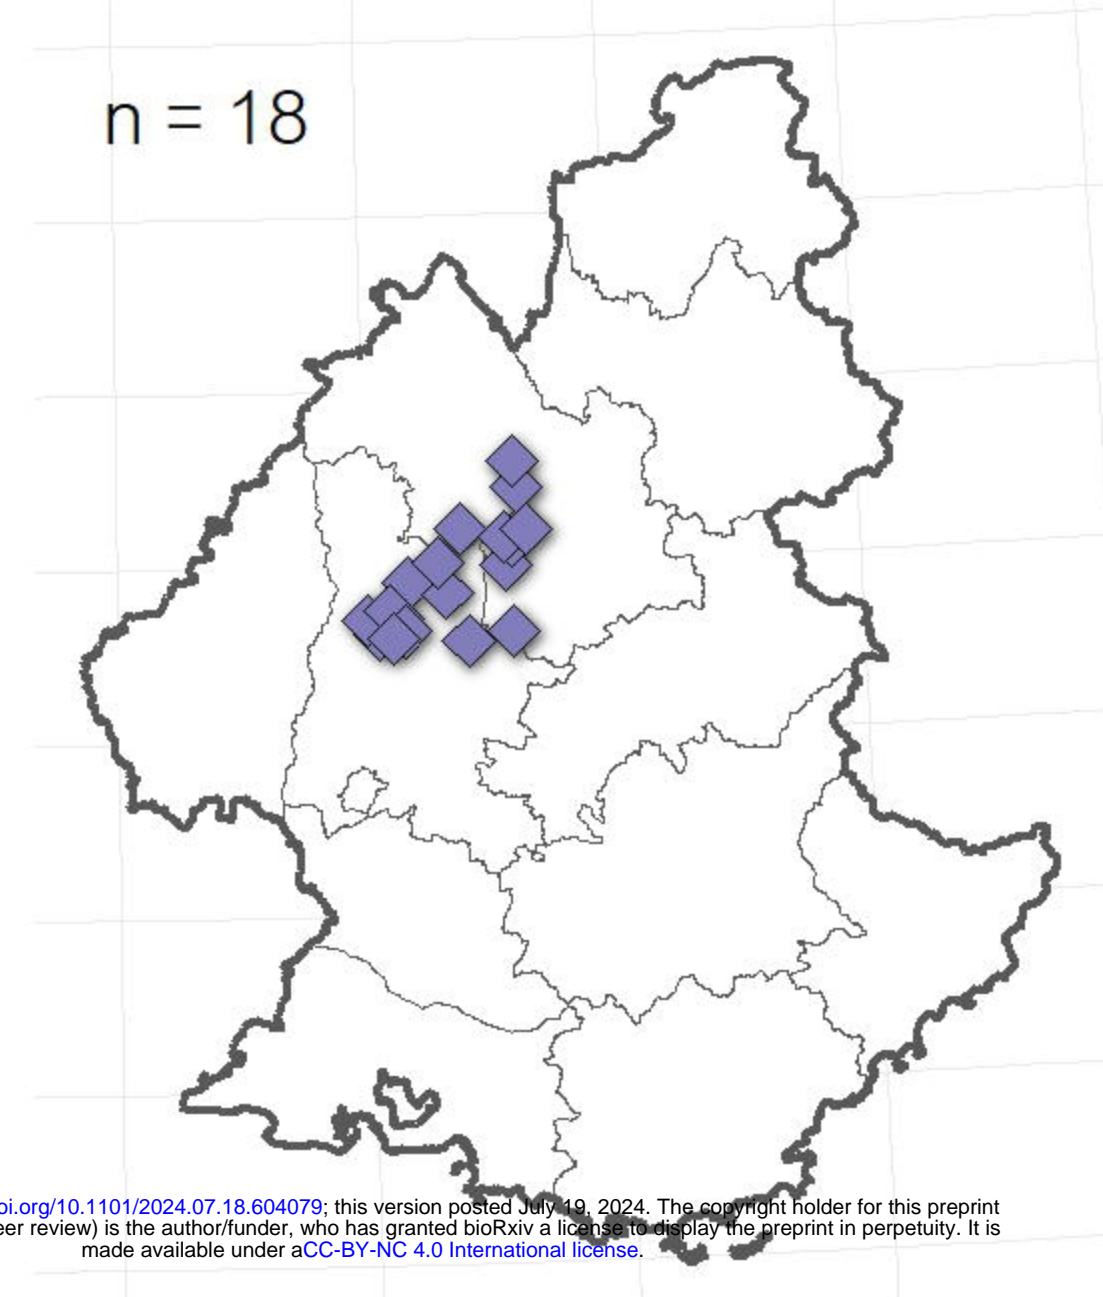 n = 18
oi.org/10.1101/2024.07.18.604079; this version posted July 19, 2024. The copyright holder for this preprint
eer review) is the author/funder, who has granted bioRxiv a license to display the preprint in perpetuity. It is
made available under aCC-BY-NC 4.0 International license.